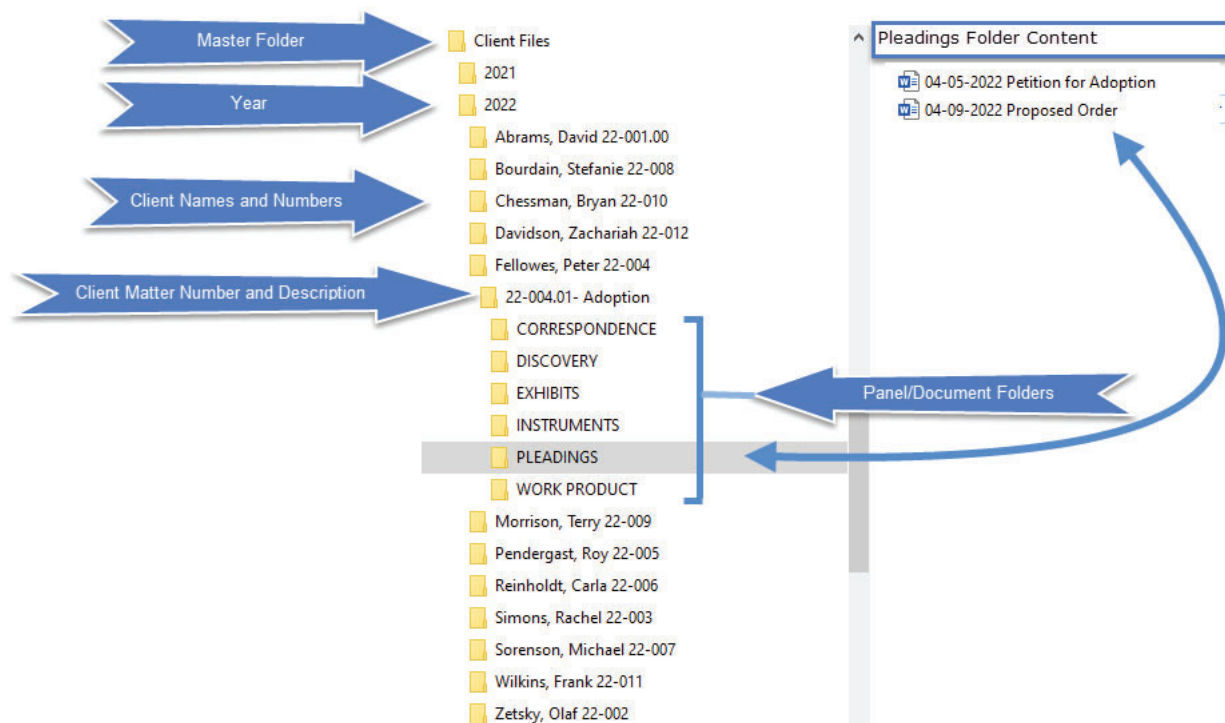 Master Folder
Client Files
2021
Year
2022
Abrams, David 22-001.00
Bourdain, Stefanie 22-008
Client Names and Numbers
Chessman, Bryan 22-010
Davidson, Zachariah 22-012
Fellowes, Peter 22-004
Client Matter Number and Description
22-004.01- Adoption
CORRESPONDENCE
DISCOVERY
EXHIBITS
INSTRUMENTS
PLEADINGS
WORK PRODUCT
Panel/Document Folders
Morrison, Terry 22-009
Pendergast, Roy 22-005
Reinholdt, Carla 22-006
Simons, Rachel 22-003
Sorenson, Michael 22-007
Wilkins, Frank 22-011
Zetsky, Olaf 22-002
Pleadings Folder Content
04-05-2022 Petition for Adoption
04-09-2022 Proposed Order